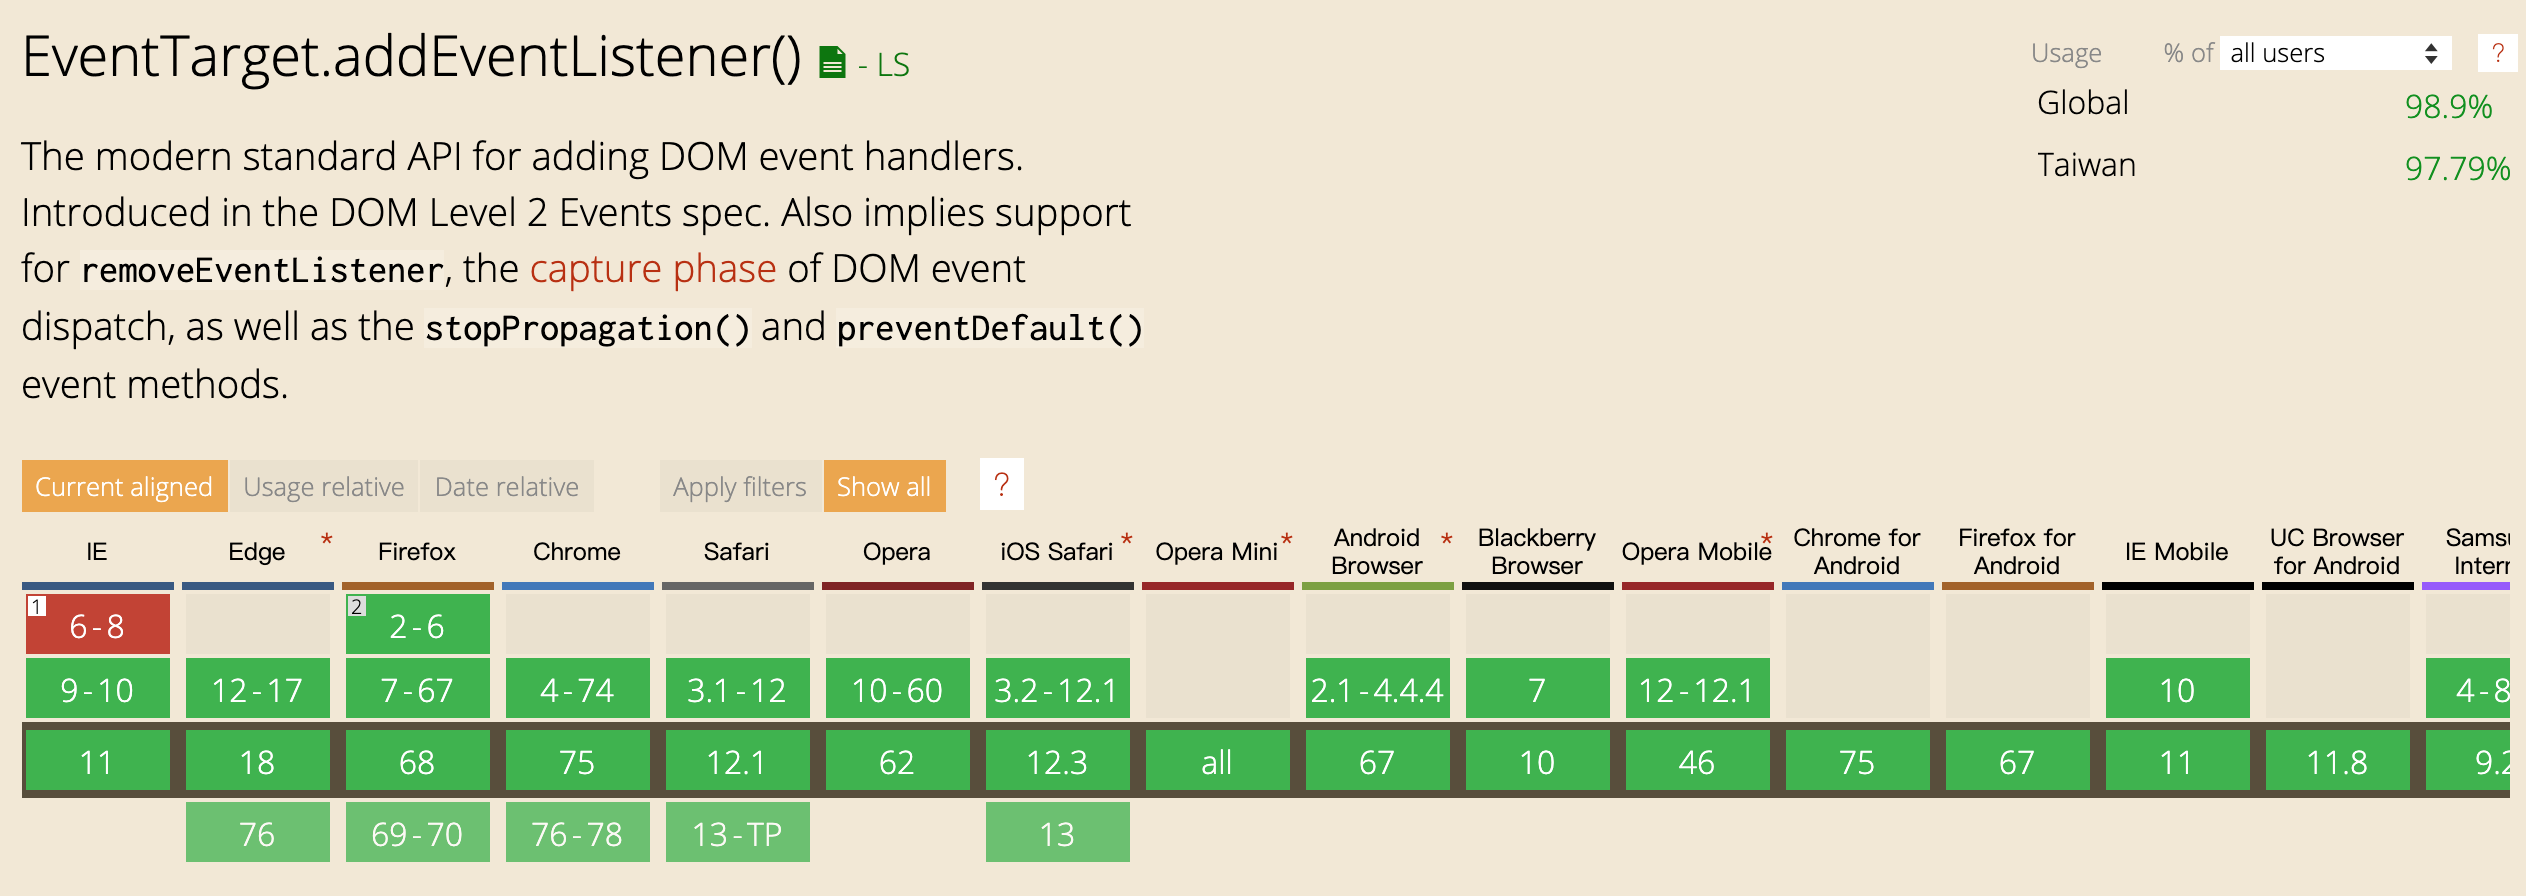 EventTarget.addEventListener() - LS
Usage % of all users ?
Global 98.9%
Taiwan 97.79%
The modern standard API for adding DOM event handlers.
Introduced in the DOM Level 2 Events spec. Also implies support
for removeEventListener, the capture phase of DOM event
dispatch, as well as the stopPropagation() and preventDefault()
event methods.
Current aligned Usage relative Date relative Apply filters Show all ?
IE Edge * Firefox Chrome Safari Opera iOS Safari * Opera Mini * Android Browser * Blackberry Browser Opera Mobile * Chrome for Android Firefox for Android IE Mobile UC Browser for Android
1 6-8 2 2-6
9-10 12-17 7-67 4-74 3.1-12 10-60 3.2-12.1 2.1-4.4.4 7 12-12.1 10 4-8
11 18 68 75 12.1 62 12.3 all 67 10 46 75 67 11 11.8 9.2
76 69-70 76-78 13-TP 13